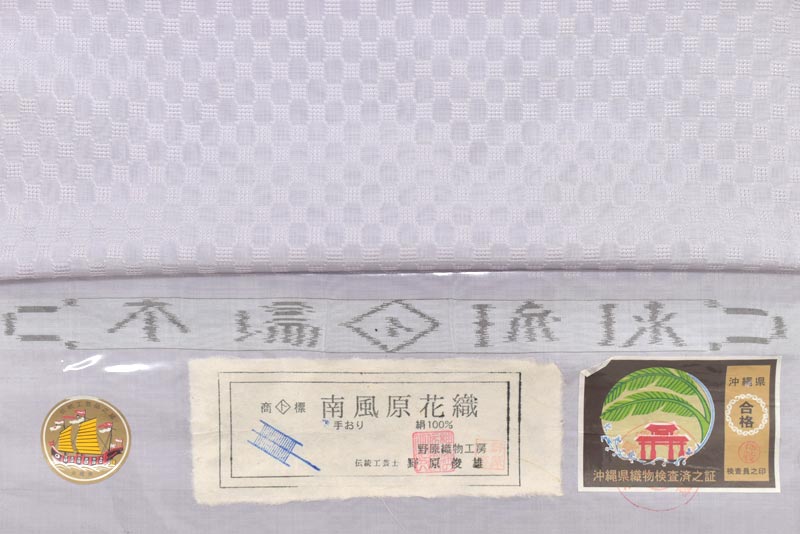 本場琉球
商標 南風原花織
手おり 絹100%
野原織物工房
伝統工芸士 野原俊雄
沖縄県
合格
検査員之印
沖縄県織物検査済之証